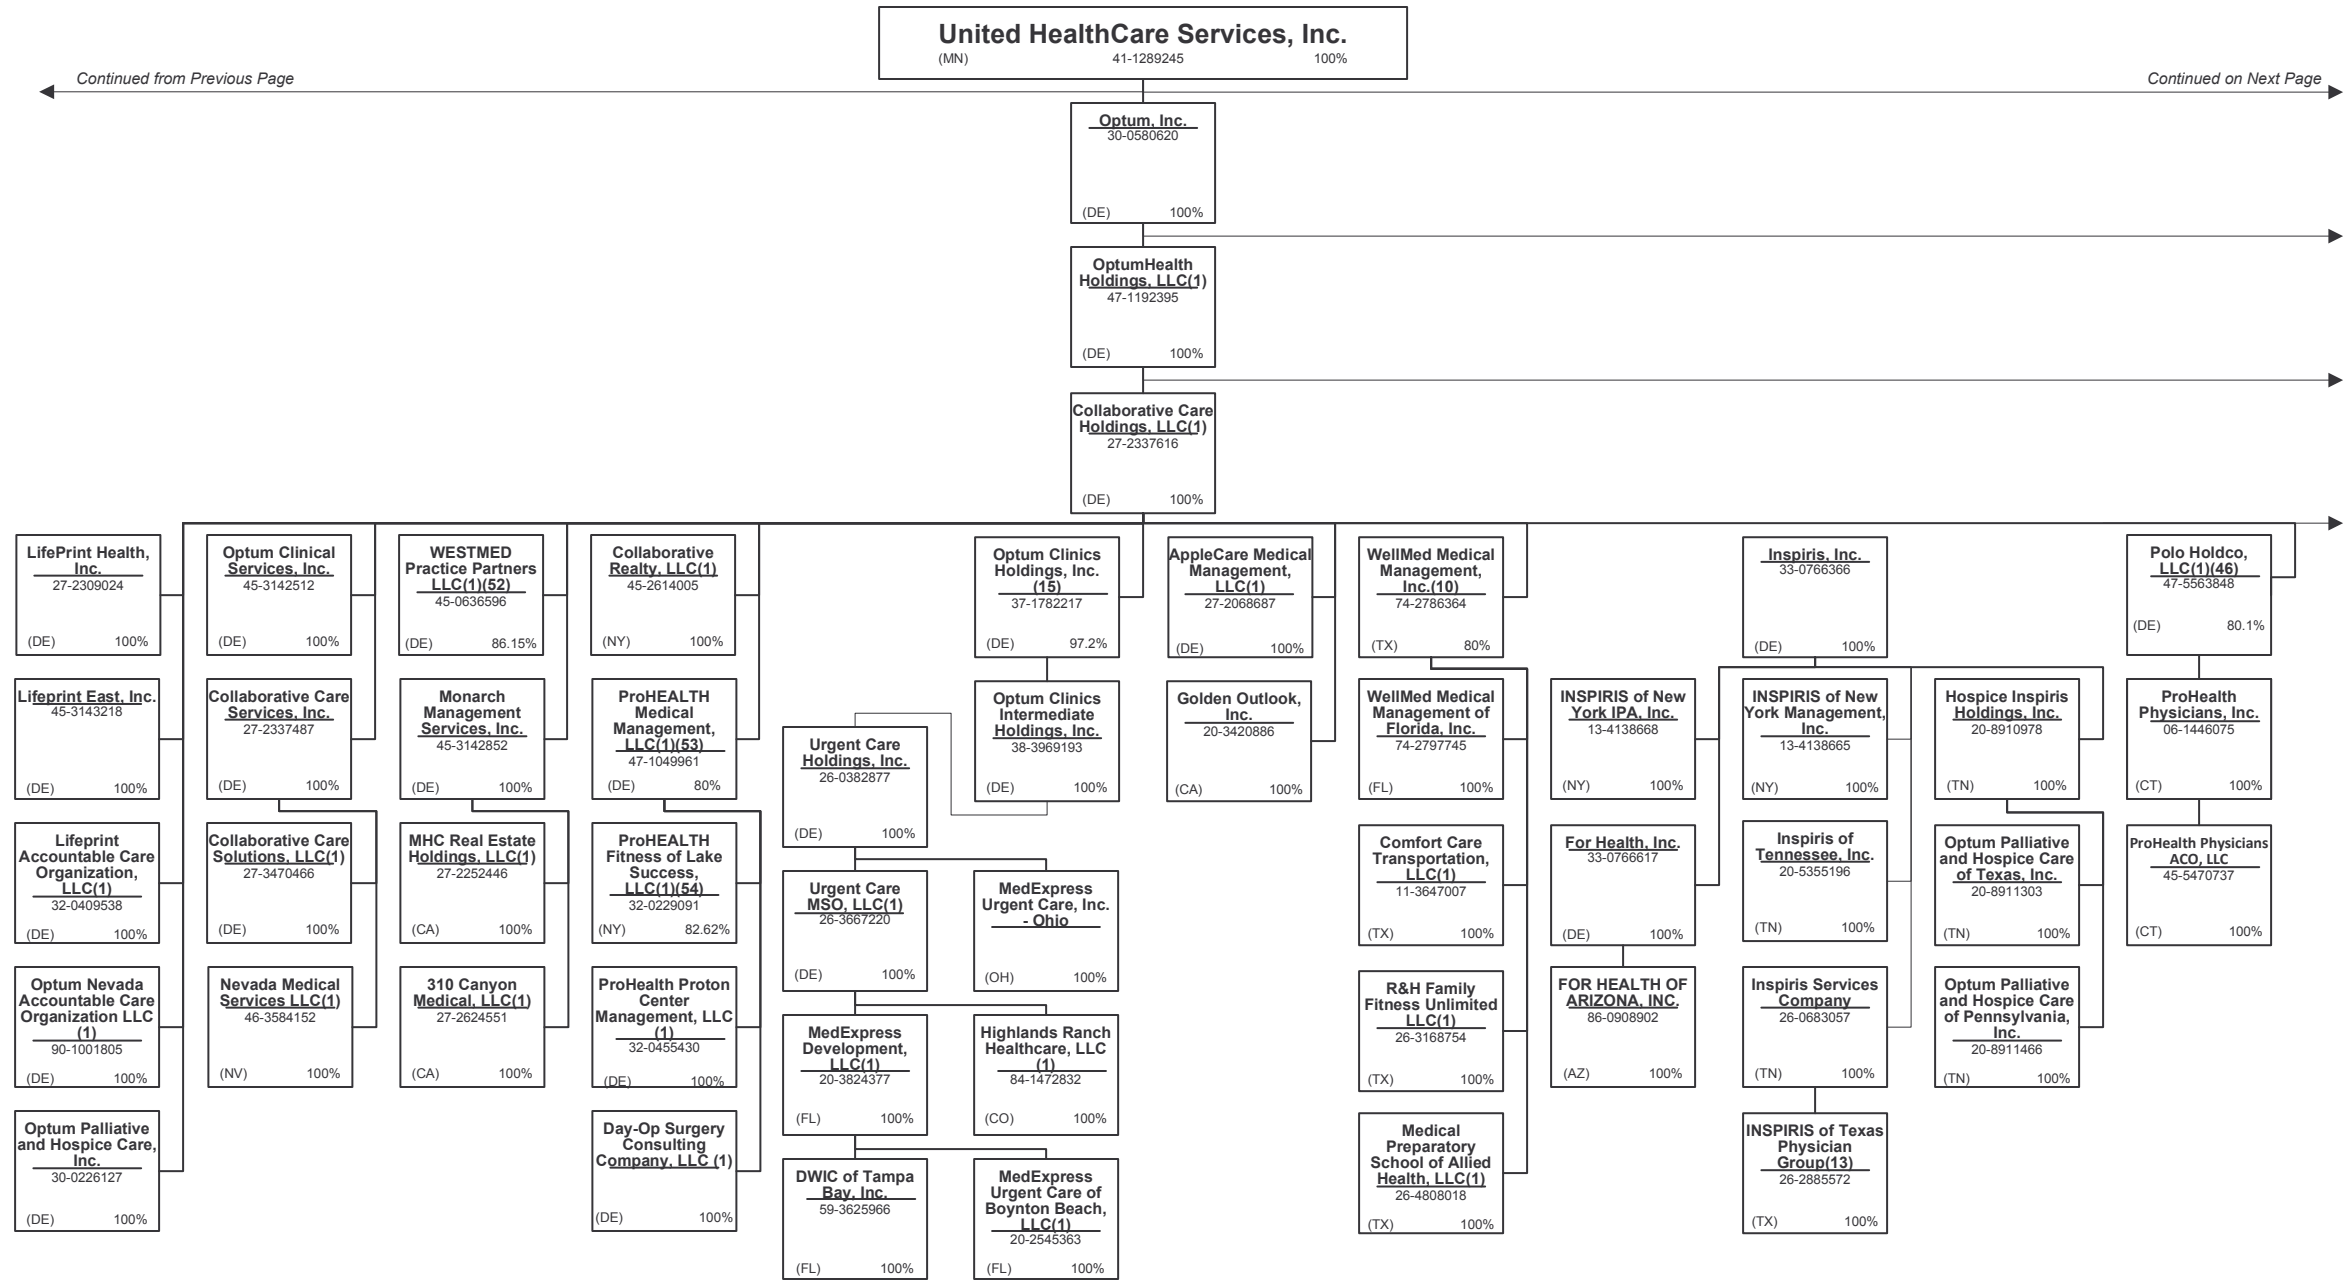 United HealthCare Services, Inc.
(MN) 41-1289245 100%
Continued from Previous Page
Continued on Next Page
Optum, Inc.
30-0580620
(DE) 100%
OptumHealth
Holdings, LLC(1)
47-1192395
(DE) 100%
Collaborative Care
Holdings, LLC(1)
27-2337616
(DE) 100%
LifePrint Health,
Inc.
27-2309024
(DE) 100%
Optum Clinical
Services, Inc.
45-3142512
(DE) 100%
WESTMED
Practice Partners
LLC(1)(52)
45-0636596
(DE) 86.15%
Collaborative
Realty, LLC(1)
45-2614005
(NY) 100%
Optum Clinics
Holdings, Inc.
(15)
37-1782217
(DE) 97.2%
AppleCare Medical
Management,
LLC(1)
27-2068687
(DE) 100%
WellMed Medical
Management,
Inc.(10)
74-2786364
(TX) 80%
Inspiris, Inc.
33-0766366
(DE) 100%
Polo Holdco,
LLC(1)(46)
47-5563848
(DE) 80.1%
Lifeprint East, Inc.
45-3143218
(DE) 100%
Collaborative Care
Services, Inc.
27-2337487
(DE) 100%
Monarch
Management
Services, Inc.
45-3142852
(DE) 100%
ProHEALTH
Medical
Management,
LLC(1)(53)
47-1049961
(DE) 80%
Urgent Care
Holdings, Inc.
26-0382877
(DE) 100%
Optum Clinics
Intermediate
Holdings, Inc.
38-3969193
(DE) 100%
Golden Outlook,
Inc.
20-3420886
(CA) 100%
WellMed Medical
Management of
Florida, Inc.
74-2797745
(FL) 100%
INSPIRIS of New
York IPA, Inc.
13-4138668
(NY) 100%
INSPIRIS of New
York Management,
Inc.
13-4138665
(NY) 100%
Hospice Inspiris
Holdings, Inc.
20-8910978
(TN) 100%
ProHealth
Physicians, Inc.
06-1446075
(CT) 100%
Lifeprint
Accountable Care
Organization,
LLC(1)
32-0409538
(DE) 100%
Collaborative Care
Solutions, LLC(1)
27-3470466
(DE) 100%
MHC Real Estate
Holdings, LLC(1)
27-2252446
(CA) 100%
ProHEALTH
Fitness of Lake
Success,
LLC(1)(54)
32-0229091
(NY) 82.62%
Urgent Care
MSO, LLC(1)
26-3667220
(DE) 100%
MedExpress
Urgent Care, Inc.
- Ohio
(OH) 100%
Comfort Care
Transportation,
LLC(1)
11-3647007
(TX) 100%
For Health, Inc.
33-0766617
(DE) 100%
Inspiris of
Tennessee, Inc.
20-5355196
(TN) 100%
Optum Palliative
and Hospice Care
of Texas, Inc.
20-8911303
(TN) 100%
ProHealth Physicians
ACO, LLC
45-5470737
(CT) 100%
Optum Nevada
Accountable Care
Organization LLC
(1)
90-1001805
(DE) 100%
Nevada Medical
Services LLC(1)
46-3584152
(NV) 100%
310 Canyon
Medical, LLC(1)
27-2624551
(CA) 100%
ProHealth Proton
Center
Management, LLC
(1)
32-0455430
(DE) 100%
MedExpress
Development,
LLC(1)
20-3824377
(FL) 100%
Highlands Ranch
Healthcare, LLC
(1)
84-1472832
(CO) 100%
R&H Family
Fitness Unlimited
LLC(1)
26-3168754
(TX) 100%
FOR HEALTH OF
ARIZONA, INC.
86-0908902
(AZ) 100%
Inspiris Services
Company
26-0683057
(TN) 100%
Optum Palliative
and Hospice Care
of Pennsylvania,
Inc.
20-8911466
(TN) 100%
Optum Palliative
and Hospice Care,
Inc.
30-0226127
(DE) 100%
Day-Op Surgery
Consulting
Company, LLC (1)
(DE) 100%
DWIC of Tampa
Bay, Inc.
59-3625966
(FL) 100%
MedExpress
Urgent Care of
Boynton Beach,
LLC(1)
20-2545363
(FL) 100%
Medical
Preparatory
School of Allied
Health, LLC(1)
26-4808018
(TX) 100%
INSPIRIS of Texas
Physician
Group(13)
26-2885572
(TX) 100%